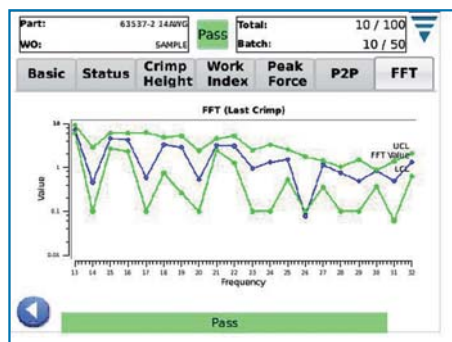 Part: 63537-2 14AWG
WO: SAMPLE
Pass
Total: 10 / 100
Batch: 10 / 50
Basic
Status
Crimp Height
Work Index
Peak Force
P2P
FFT
FFT (Last Crimp)
10
1
0.1
0.01
Value
UCL
FFT Value
LCL
13 14 15 16 17 18 19 20 21 22 23 24 25 26 27 28 29 30 31 32
Frequency
Pass